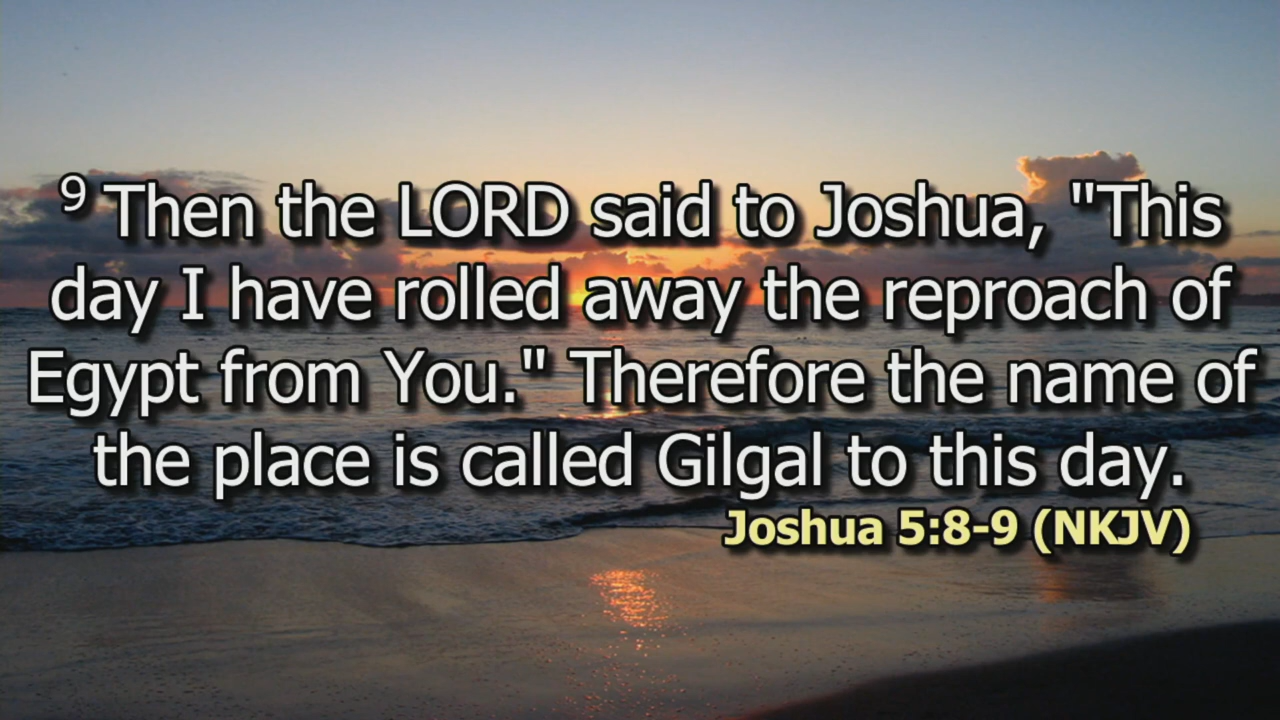 9 Then the LORD said to Joshua, "This
day I have rolled away the reproach of
Egypt from You." Therefore the name of
the place is called Gilgal to this day.
Joshua 5:8-9 (NKJV)